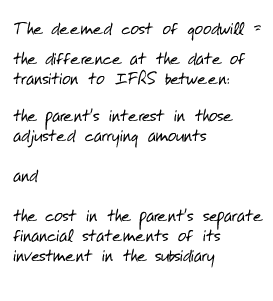 The deemed cost of goodwill =
the difference at the date of
transition to IFRS between:
the parent's interest in those
adjusted carrying amounts
and
the cost in the parent's separate
financial statements of its
investment in the subsidiary